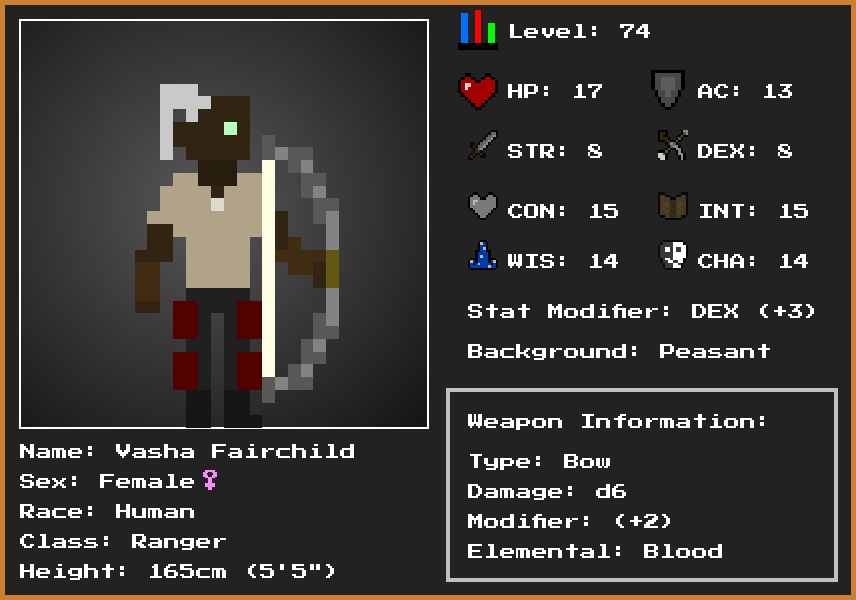 Level: 74
HP: 17
AC: 13
STR: 8
DEX: 8
CON: 15
INT: 15
WIS: 14
CHA: 14
Stat Modifier: DEX (+3)
Background: Peasant
Weapon Information:
Type: Bow
Damage: d6
Modifier: (+2)
Elemental: Blood
Name: Vasha Fairchild
Sex: Female♀
Race: Human
Class: Ranger
Height: 165cm (5'5")